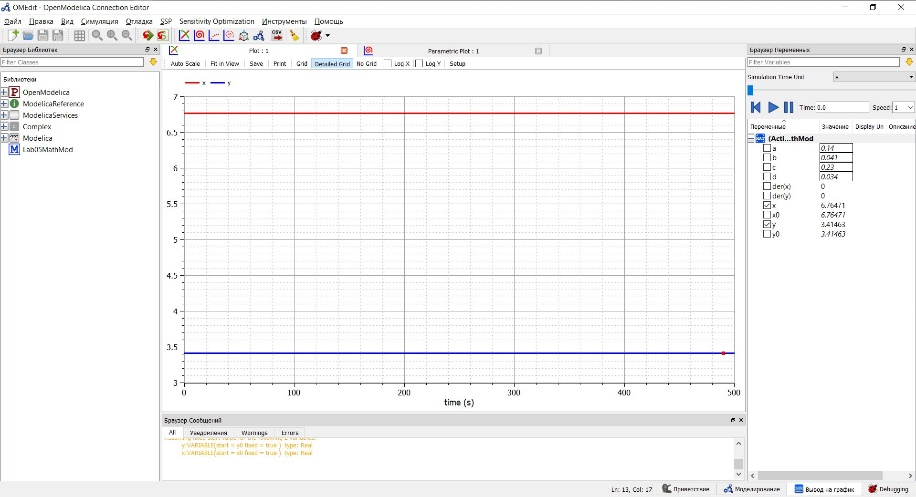 OMEdit - OpenModelica Connection Editor
Файл Правка Вид Симуляция Отладка SSP Sensitivity Optimization Инструменты Помощь
Браузер Библиотек
Plot : 1
Parametric Plot : 1
Браузер Переменных
Filter Classes
Auto Scale Fit in View Save Print Grid Detailed Grid No Grid Log X Log Y Setup
Filter Variables
Библиотеки
Simulation Time Unit s
OpenModelica
ModelicaReference
ModelicaServices
Complex
Modelica
Lab05MathMod
x y
7
6.5
6
5.5
5
4.5
4
3.5
3
0 100 200 300 400 500
time (s)
Time: 0.0 Speed: 1
Переменные Значение Display Un Описание
(Acti...thMod
a 0.14
b 0.041
c 0.23
d 0.034
der(x) 0
der(y) 0
x 6.76471
x0 6.76471
y 3.41463
y0 3.41463
Браузер Сообщений
All Уведомления Warnings Errors
y:VARIABLE(start = y0 fixed = true ) type: Real
x:VARIABLE(start = x0 fixed = true ) type: Real
Ln: 13, Col: 17 Приветствие Моделирование Вывод на график Debugging